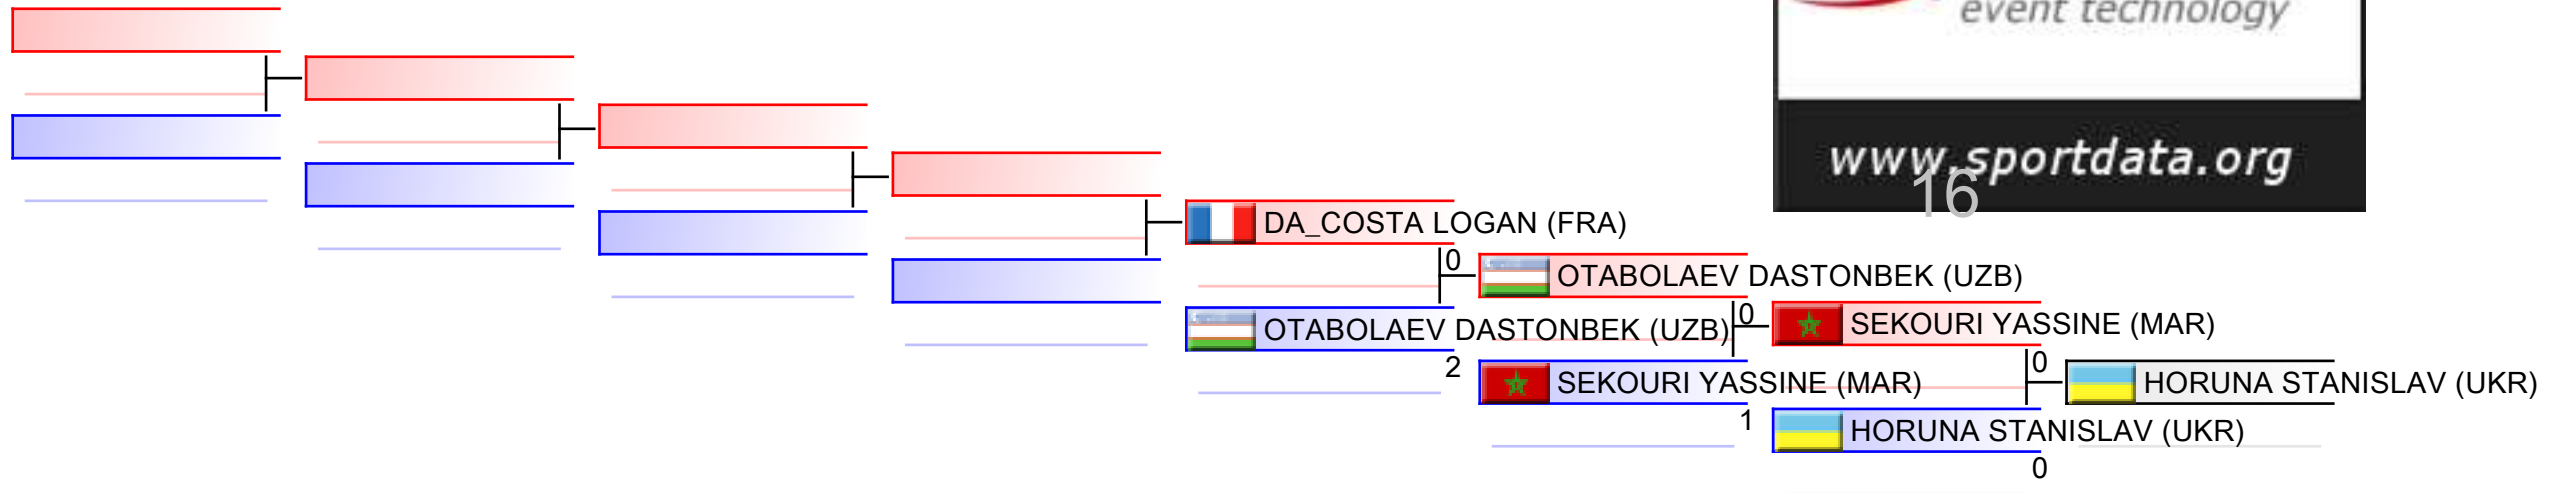 event technology
www.sportdata.org
16
DA_COSTA LOGAN (FRA)
0
OTABOLAEV DASTONBEK (UZB)
OTABOLAEV DASTONBEK (UZB)
0
SEKOURI YASSINE (MAR)
2
SEKOURI YASSINE (MAR)
0
HORUNA STANISLAV (UKR)
1
HORUNA STANISLAV (UKR)
0